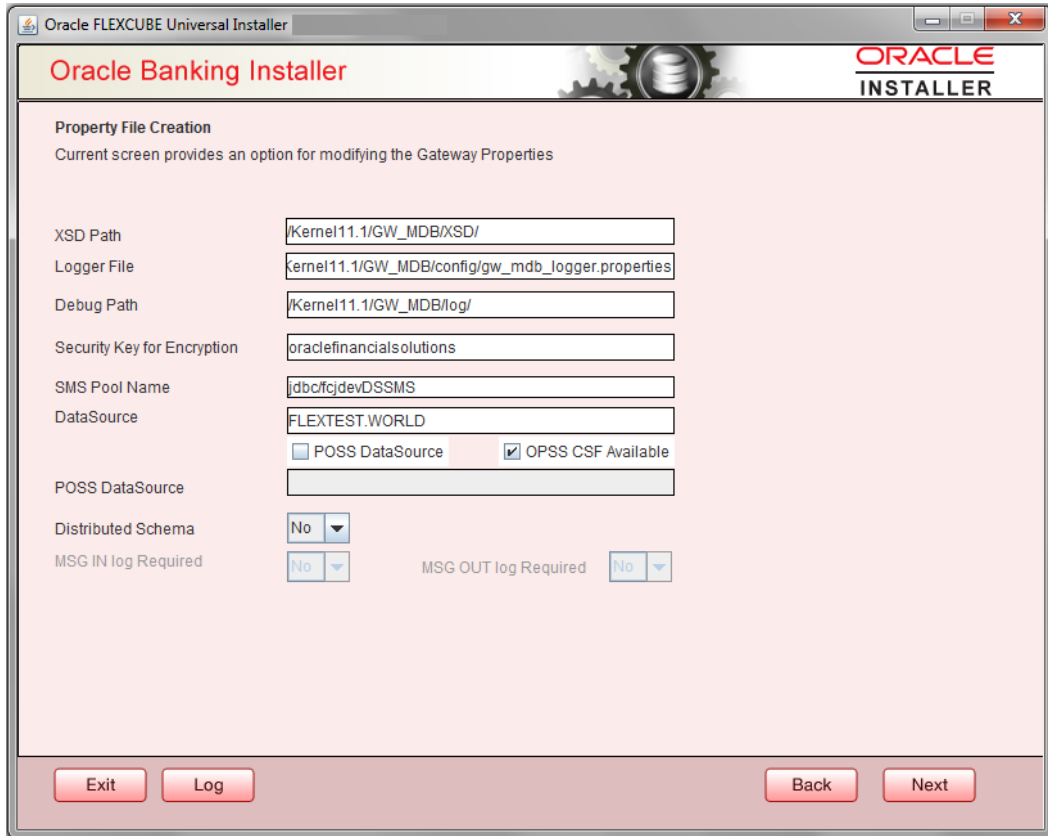 Oracle FLEXCUBE Universal Installer
Oracle Banking Installer
ORACLE
INSTALLER
Property File Creation
Current screen provides an option for modifying the Gateway Properties
XSD Path /Kernel11.1/GW_MDB/XSD/
Logger File Kernel11.1/GW_MDB/config/gw_mdb_logger.properties
Debug Path /Kernel11.1/GW_MDB/log/
Security Key for Encryption oraclefinancialsolutions
SMS Pool Name jdbc/fcjdevDSSMS
DataSource FLEXTEST.WORLD
POSS DataSource OPSS CSF Available
POSS DataSource
Distributed Schema No
MSG IN log Required No MSG OUT log Required No
Exit Log Back Next